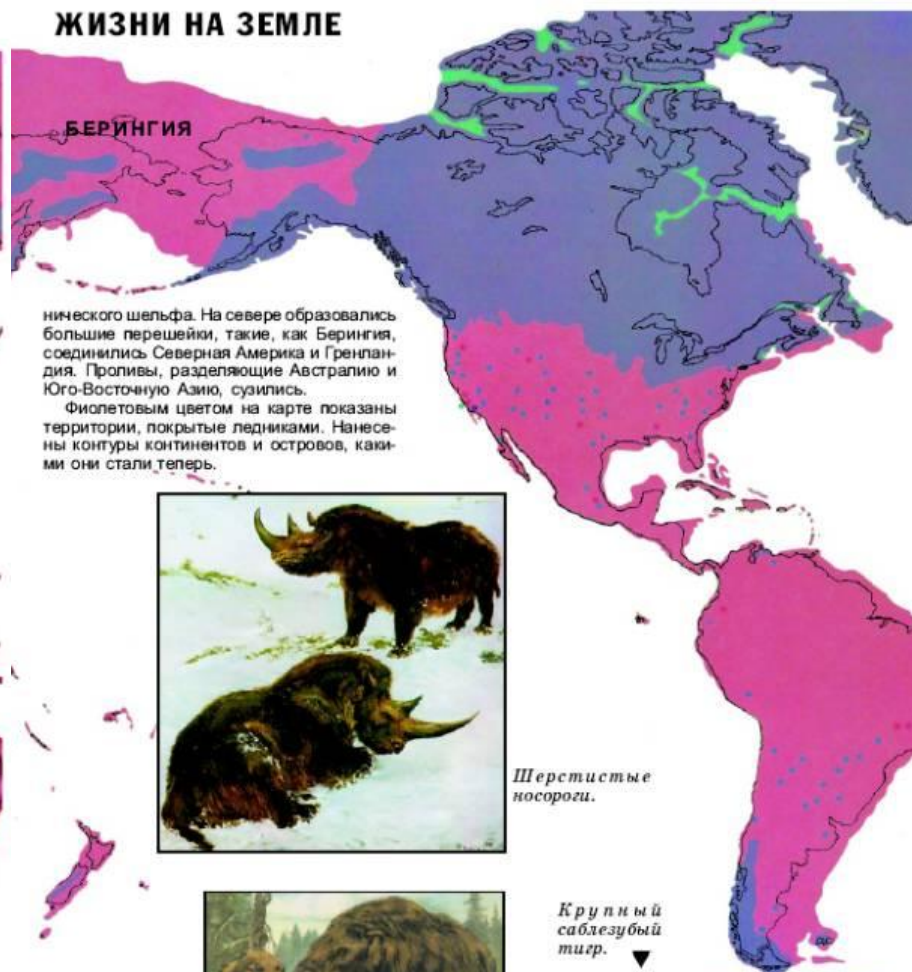 ЖИЗНИ НА ЗЕМЛЕ
БЕРИНГИЯ
нического шельфа. На севере образовались
большие перешейки, такие, как Берингия,
соединились Северная Америка и Гренлан-
дия. Проливы, разделяющие Австралию и
Юго-Восточную Азию, сузились.
Фиолетовым цветом на карте показаны
территории, покрытые ледниками. Нанесе-
ны контуры континентов и островов, каки-
ми они стали теперь.
Шерстистые
носороги.
Крупный
саблезубый
тигр.